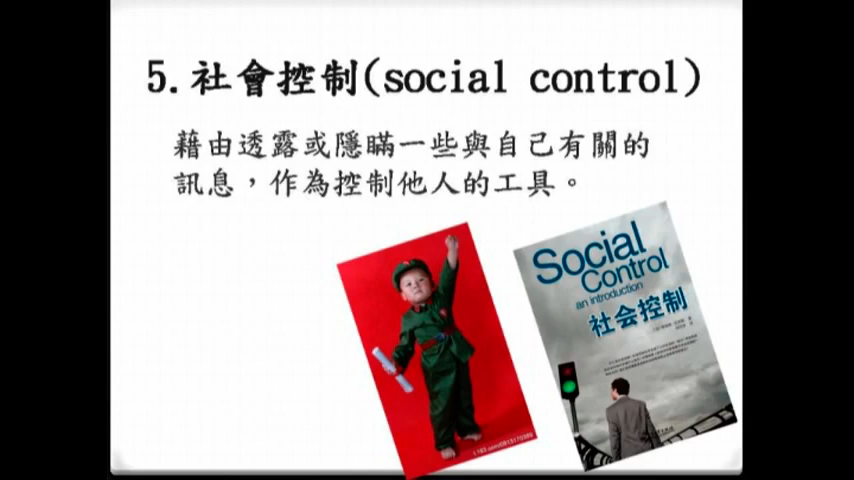 5.社會控制(social control)
藉由透露或隱瞞一些與自己有關的
訊息，作為控制他人的工具。
Social
Control
an introduction
社会控制